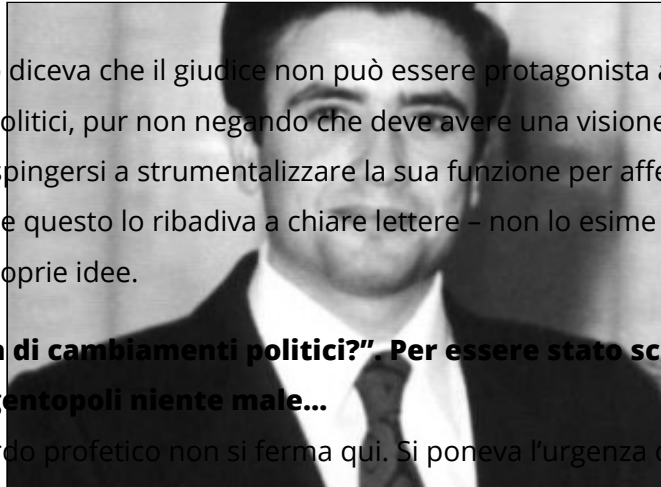 diceva che il giudice non può essere protagonista
olitici, pur non negando che deve avere una visione
spingersi a strumentalizzare la sua funzione per affe
e questo lo ribadiva a chiare lettere – non lo esime
oprie idee.
di cambiamenti politici?”. Per essere stato sc
gentopoli niente male...
do profetico non si ferma qui. Si poneva l’urgenza